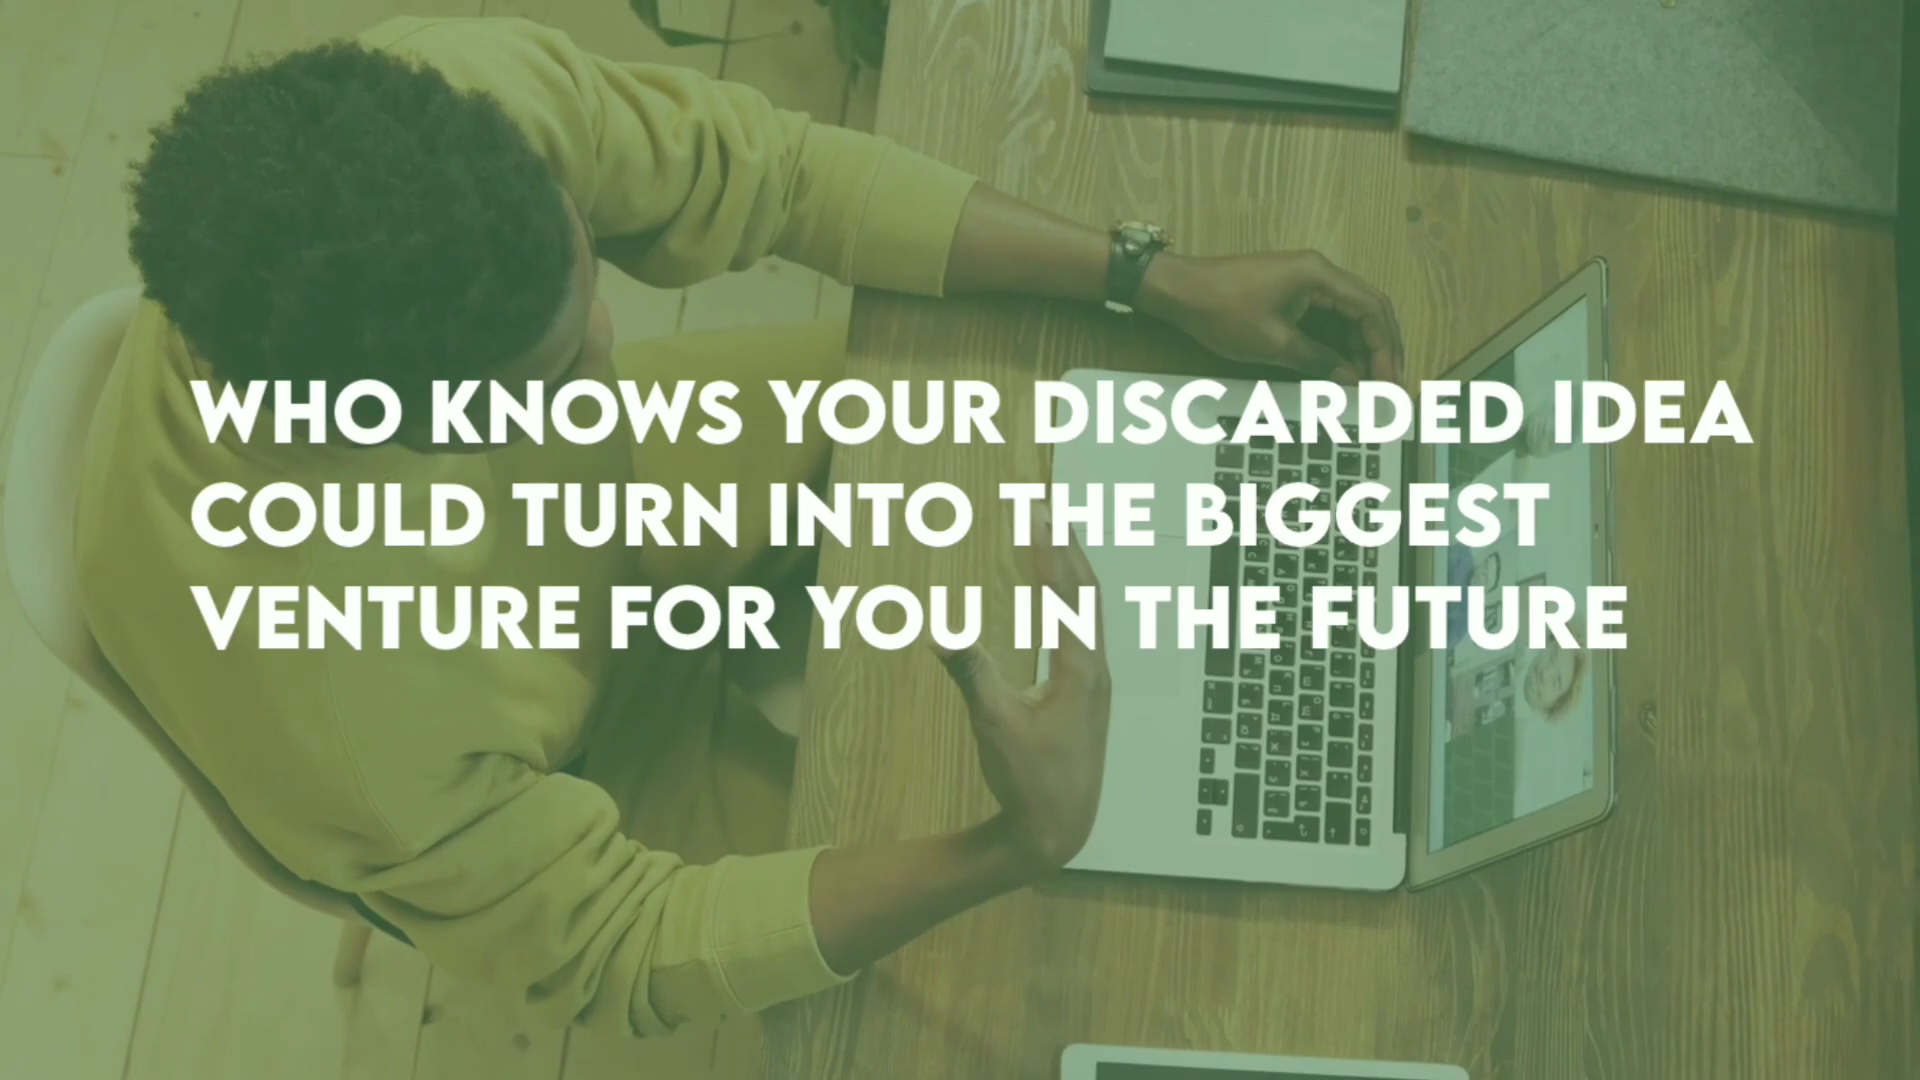 WHO KNOWS YOUR DISCARDED IDEA
COULD TURN INTO THE BIGGEST
VENTURE FOR YOU IN THE FUTURE